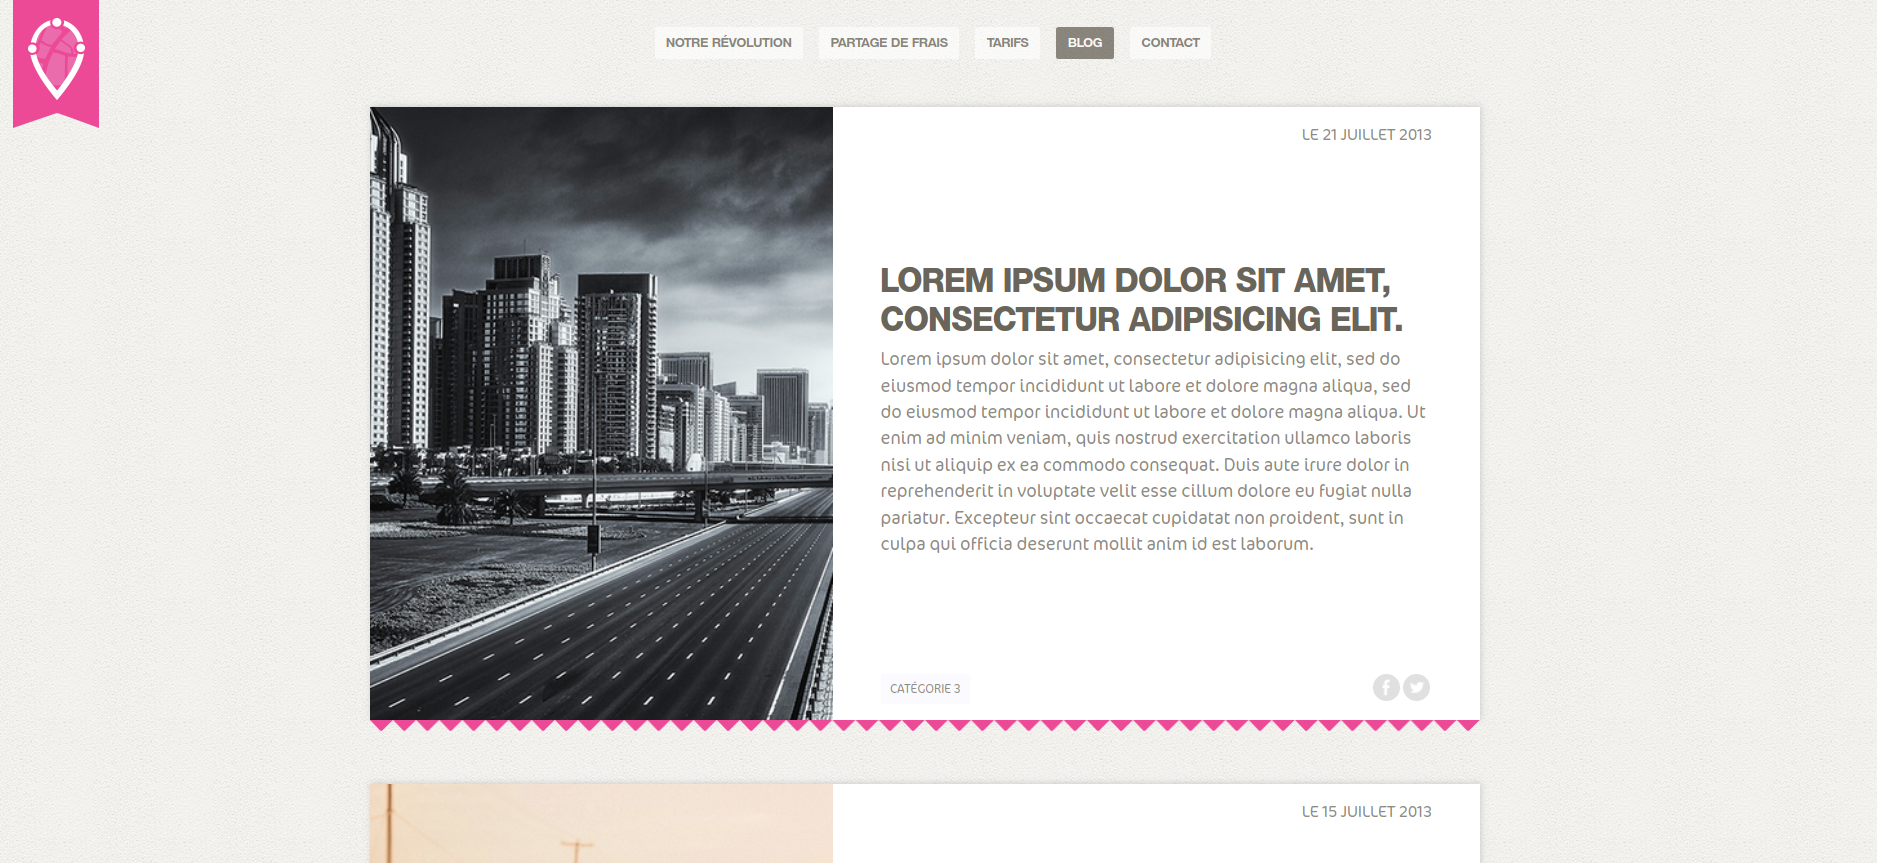 NOTRE RÉVOLUTION
PARTAGE DE FRAIS
TARIFS
BLOG
CONTACT
LE 21 JUILLET 2013
LOREM IPSUM DOLOR SIT AMET,
CONSECTETUR ADIPISICING ELIT.
Lorem ipsum dolor sit amet, consectetur adipisicing elit, sed do
eiusmod tempor incididunt ut labore et dolore magna aliqua, sed
do eiusmod tempor incididunt ut labore et dolore magna aliqua. Ut
enim ad minim veniam, quis nostrud exercitation ullamco laboris
nisi ut aliquip ex ea commodo consequat. Duis aute irure dolor in
reprehenderit in voluptate velit esse cillum dolore eu fugiat nulla
pariatur. Excepteur sint occaecat cupidatat non proident, sunt in
culpa qui officia deserunt mollit anim id est laborum.
CATÉGORIE 3
LE 15 JUILLET 2013